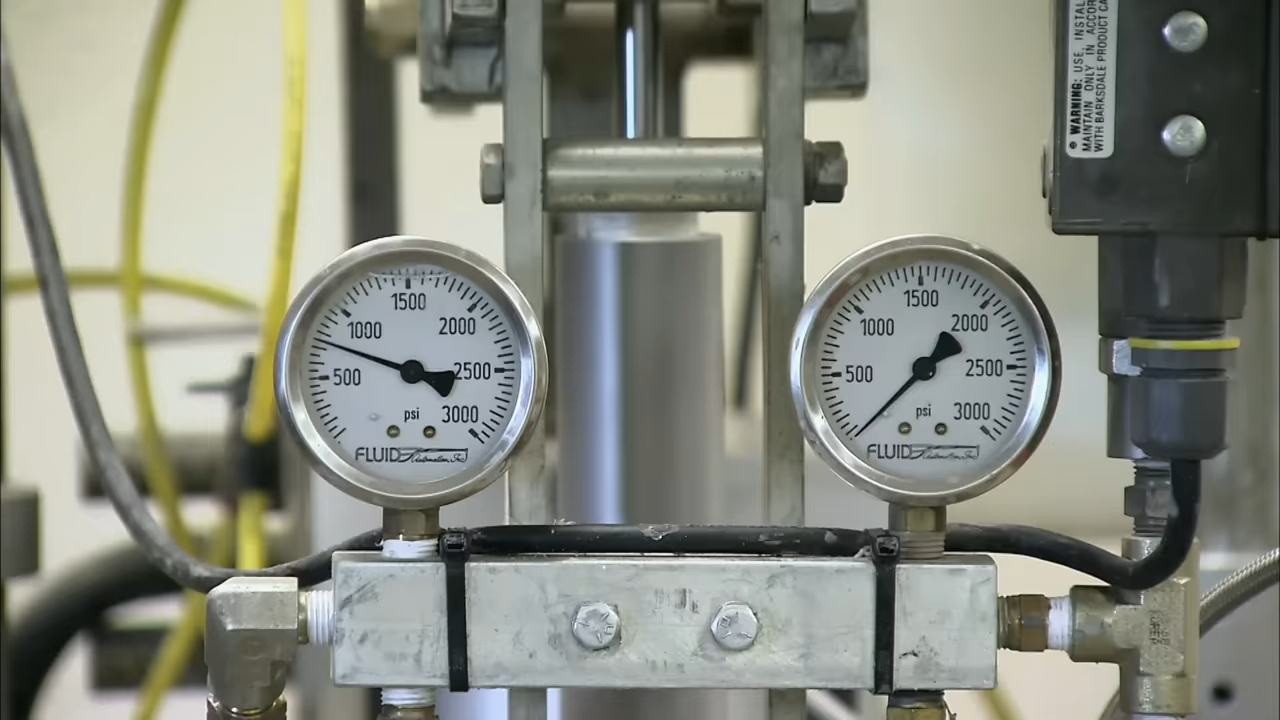 WARNING: USE, INSTAL
MAINTAIN ONLY IN ACCOR
WITH BARKSDALE PRODUCT CA
1500
1000
2000
500
2500
psi
3000
FLUID
1500
1000
2000
500
2500
psi
3000
FLUID